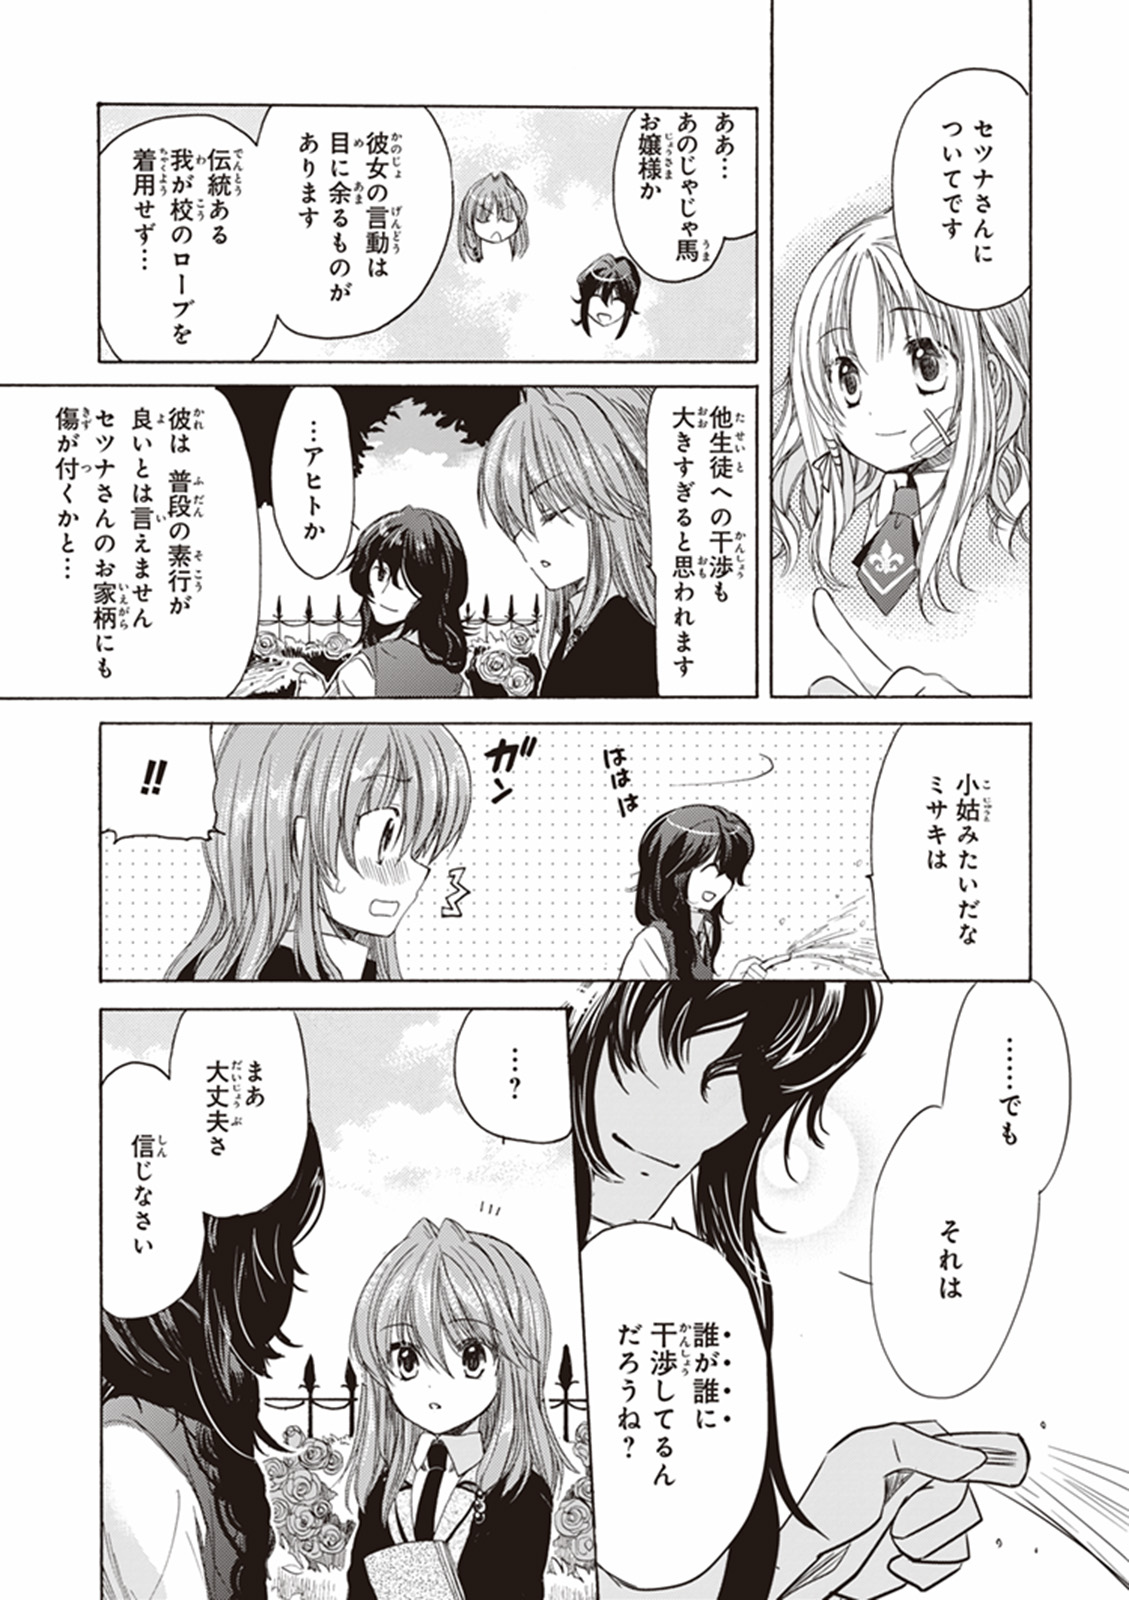 セツナさんに
ついてです
ああ…
あのじゃじゃ馬
お嬢様か
彼女の言動は
目に余るものが
あります
伝統ある
我が校のローブを
着用せず…
他生徒への干渉も
大きすぎると思われます
…アヒトか
彼は 普段の素行が
良いとは言えません
セツナさんのお家柄にも
傷が付くかと…
小姑みたいだな
ミサキは
ははは
ガン
!!
……でも
それは
誰が誰に
干渉してるん
だろうね?
…?
まあ
大丈夫さ
信じなさい